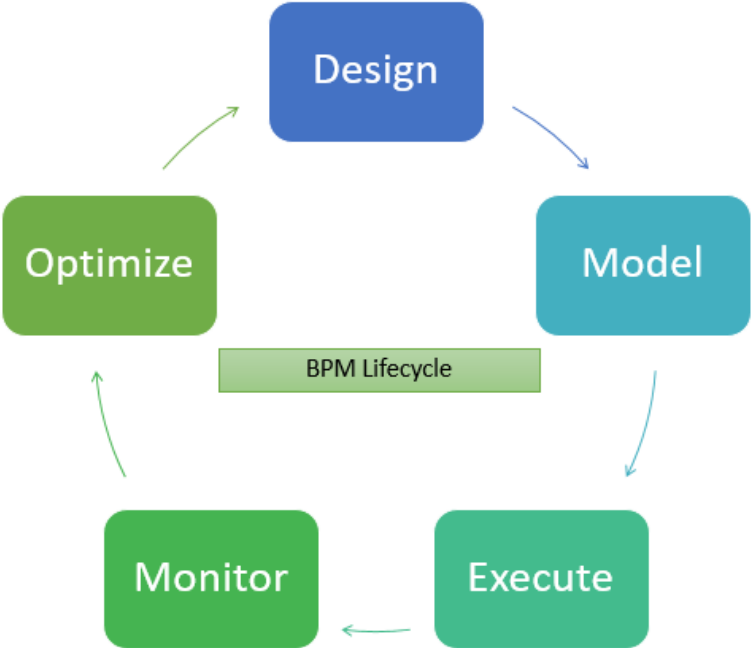 Design
Model
Execute
Monitor
Optimize
BPM Lifecycle